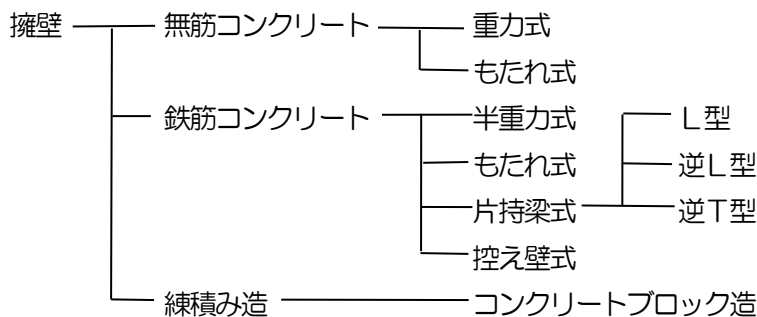 擁壁 無筋コンクリート 重力式
もたれ式
鉄筋コンクリート 半重力式 L型
もたれ式 逆L型
片持梁式 逆T型
控え壁式
練積み造 コンクリートブロック造